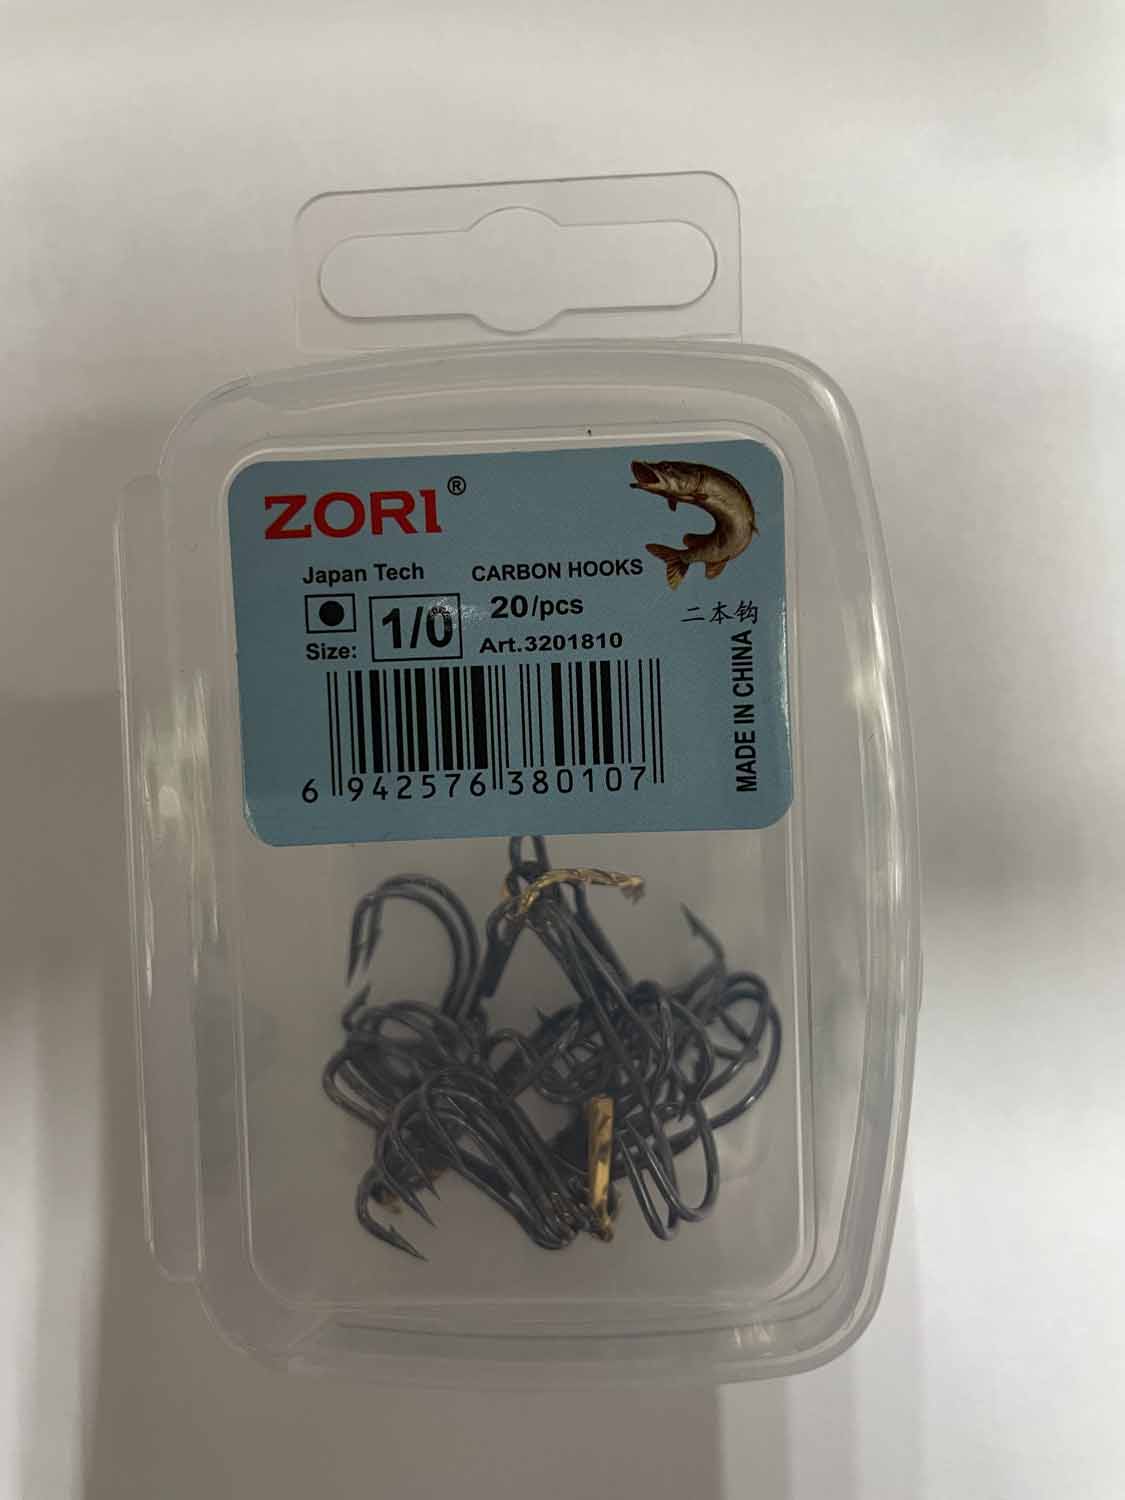 ZORI®
Japan Tech CARBON HOOKS
20/pcs
1/0
Size: Art.3201810
二本钩
MADE IN CHINA
6 942576 380107